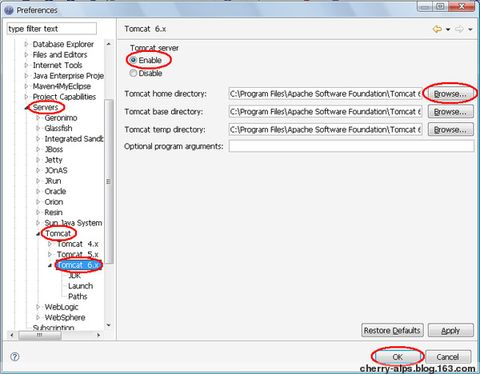 Preferences
type filter text
Tomcat 6.x
Database Explorer
Files and Editors
Internet Tools
Java Enterprise Proje
Maven4MyEclipse
Project Capabilities
Servers
Geronimo
Glassfish
Integrated Sandb
JBoss
Jetty
JOnAS
JRun
Oracle
Orion
Resin
Sun Java System
Tomcat
Tomcat 4.x
Tomcat 5.x
Tomcat 6.x
JDK
Launch
Paths
WebLogic
WebSphere
Subscription
Tomcat server
Enable
Disable
Tomcat home directory: C:\Program Files\Apache Software Foundation\Tomcat 6 Browse...
Tomcat base directory: C:\Program Files\Apache Software Foundation\Tomcat 6 Browse...
Tomcat temp directory: C:\Program Files\Apache Software Foundation\Tomcat 6 Browse...
Optional program arguments:
Restore Defaults Apply
OK Cancel
cherry-alps.blog.163.com